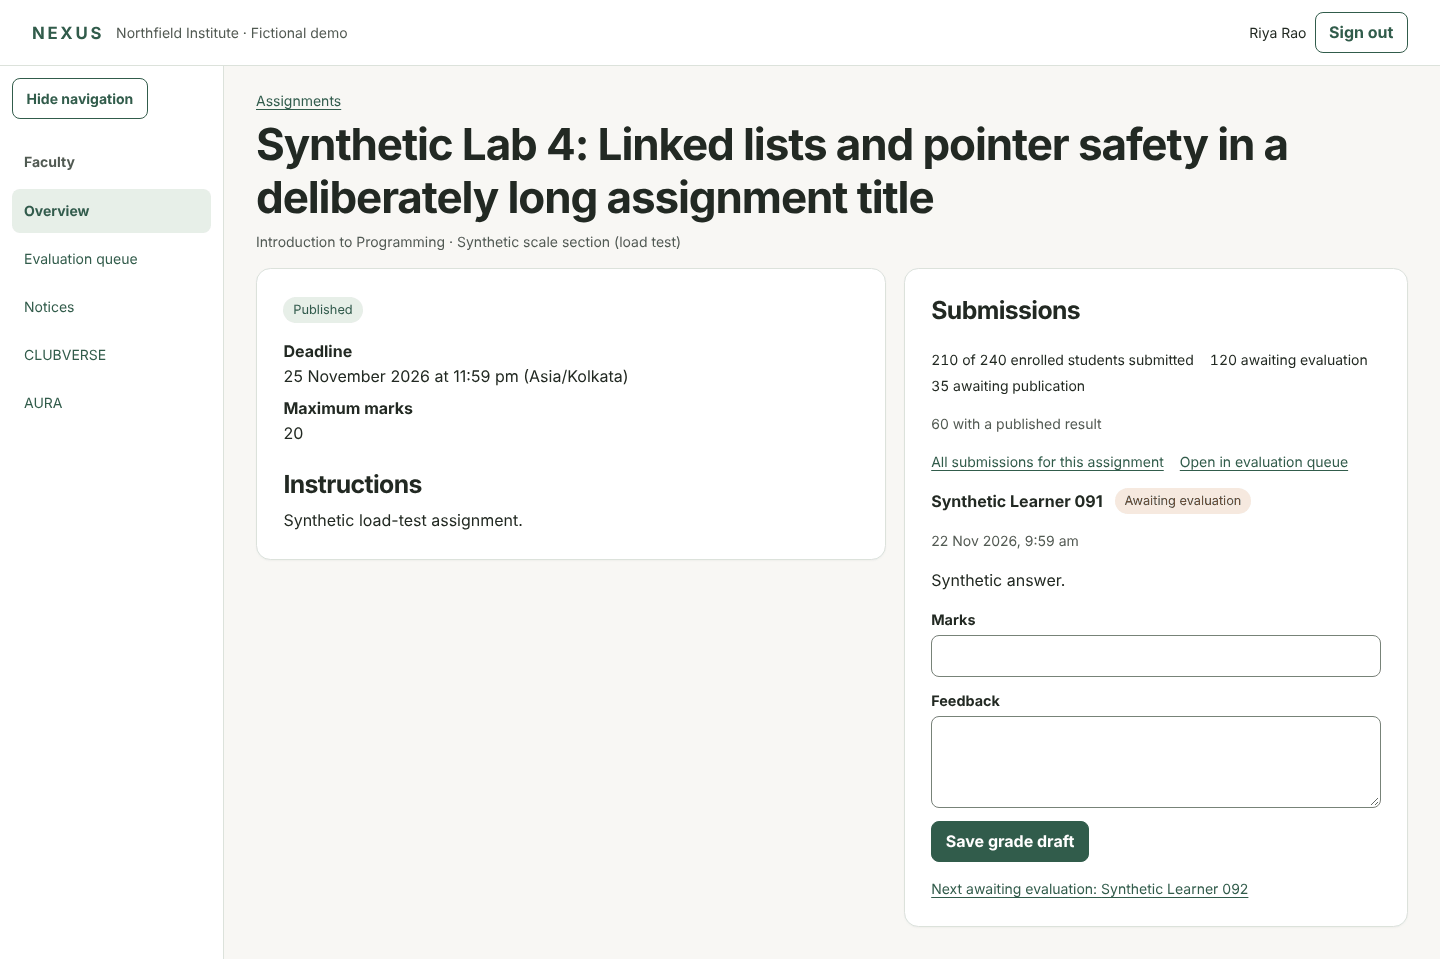 NEXUS Northfield Institute · Fictional demo
Riya Rao Sign out
Hide navigation
Faculty
Overview
Evaluation queue
Notices
CLUBVERSE
AURA
Assignments
Synthetic Lab 4: Linked lists and pointer safety in a
deliberately long assignment title
Introduction to Programming · Synthetic scale section (load test)
Published
Deadline
25 November 2026 at 11:59 pm (Asia/Kolkata)
Maximum marks
20
Instructions
Synthetic load-test assignment.
Submissions
210 of 240 enrolled students submitted 120 awaiting evaluation
35 awaiting publication
60 with a published result
All submissions for this assignment Open in evaluation queue
Synthetic Learner 091 Awaiting evaluation
22 Nov 2026, 9:59 am
Synthetic answer.
Marks
Feedback
Save grade draft
Next awaiting evaluation: Synthetic Learner 092